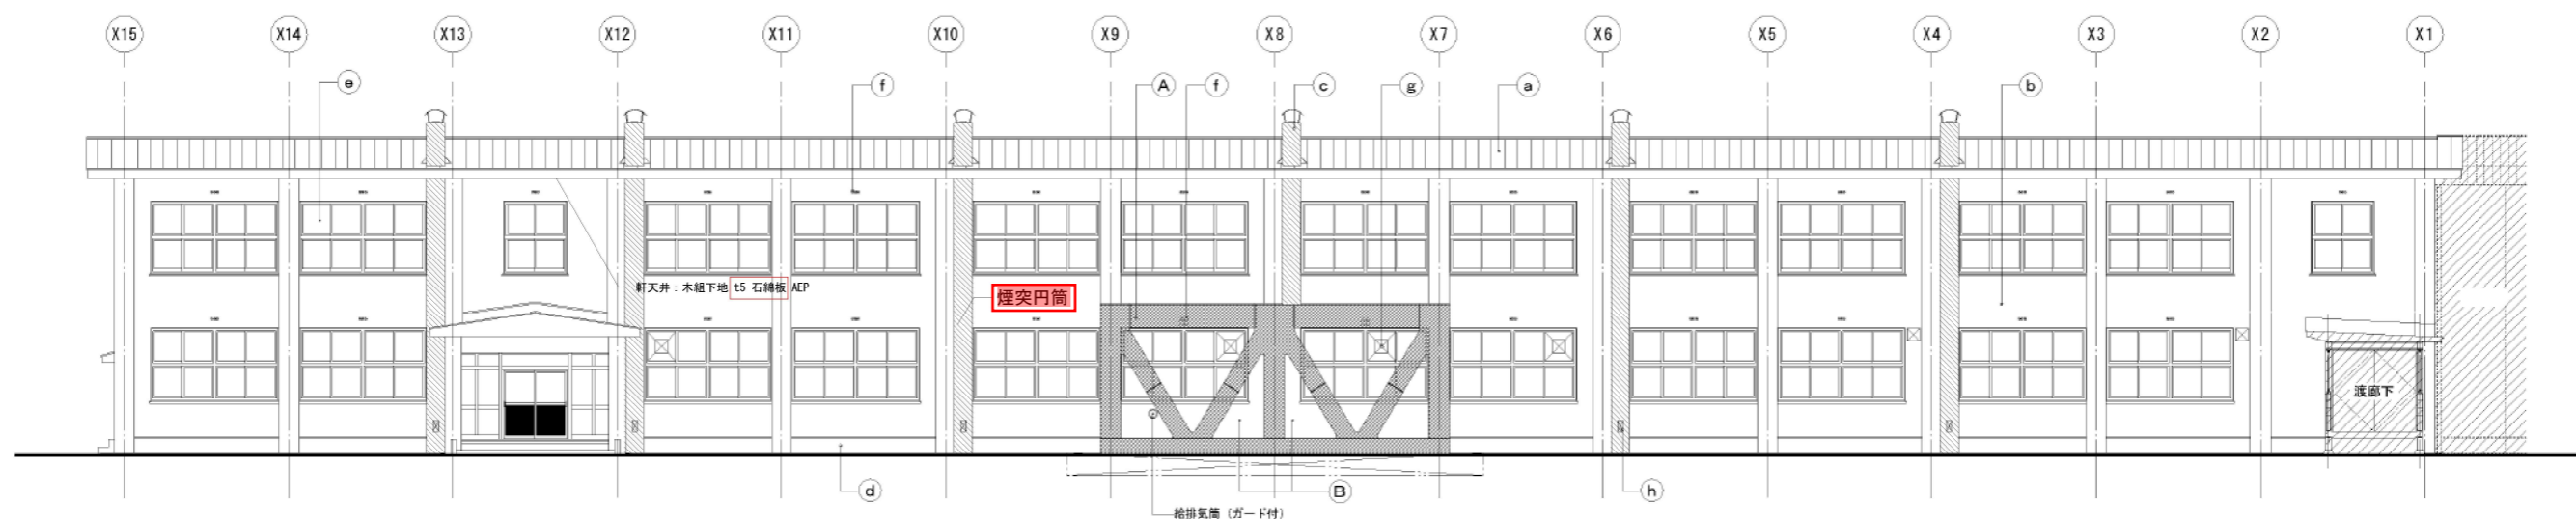 X15 X14 X13 X12 X11 X10 X9 X8 X7 X6 X5 X4 X3 X2 X1
e f A f c g a b
軒天井：木組下地 t5 石綿板 AEP
煙突円筒
渡廊下
d B h
給排気筒（ガード付）